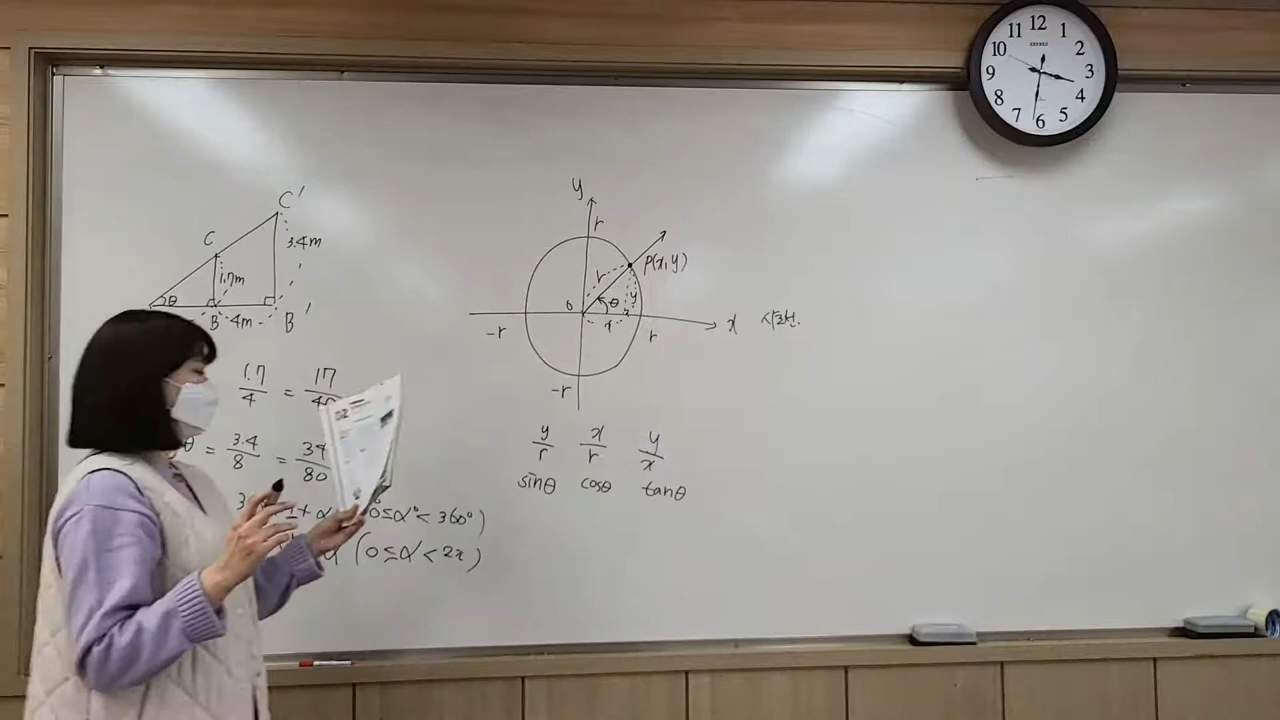 C'
C
3.4m
1.7m
θ
B
4m
B'
1.7/4 = 17/40
θ = 3.4/8 = 34/80
+ α° 0≤α°< 360°)
α (0≤α<2π)
y
r
P(x,y)
r
y
θ
0
x
-r
r
x
시초선.
-r
y/r x/r y/x
sinθ cosθ tanθ
02
11 12 1
10 2
9 3
8 4
7 6 5